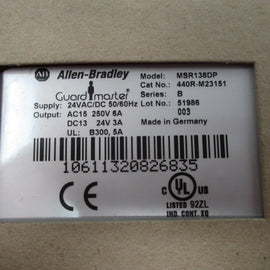 AB Allen-Bradley Model: MSR138DP
Guardmaster Cat No.: 440R-M23151
Supply: 24VAC/DC 50/60Hz Series: B
Output: AC15 250V 6A Lot No: 51986
DC13 24V 3A 003
UL: B300, 5A Made in Germany
10611320826835
C UL US
LISTED 92ZL
IND. CONT. EQ